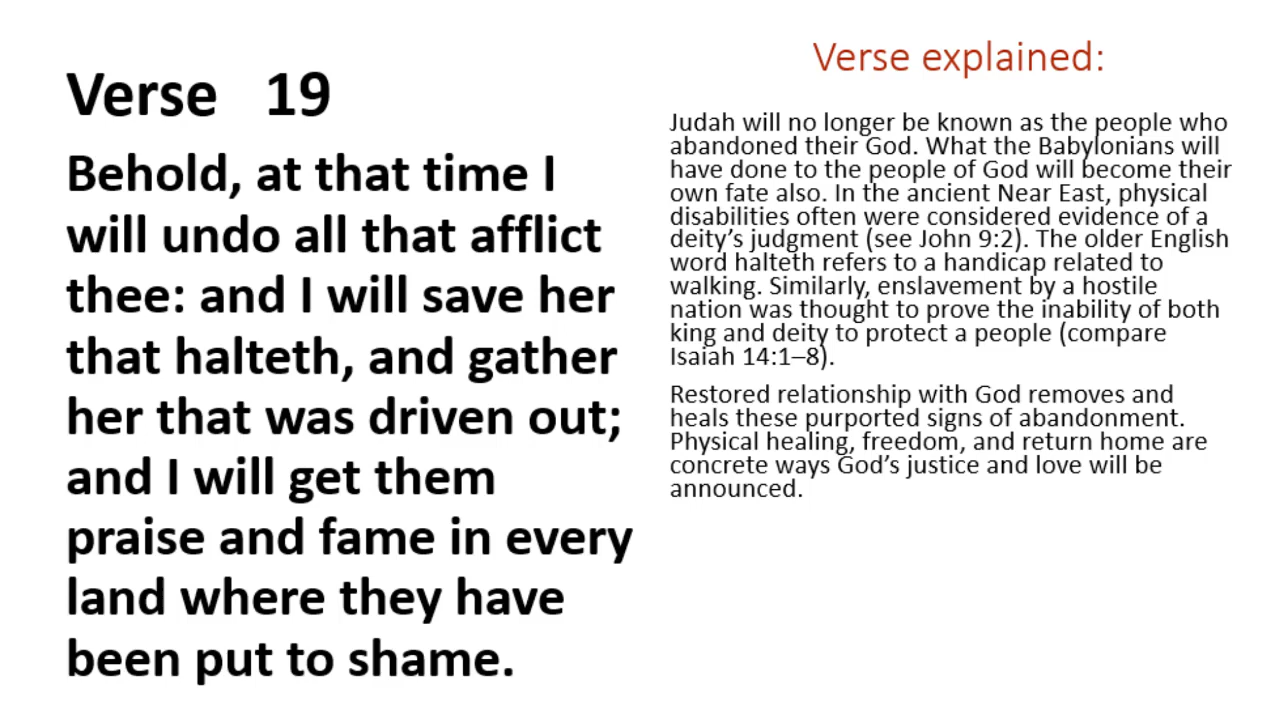 Verse 19
Behold, at that time I
will undo all that afflict
thee: and I will save her
that halteth, and gather
her that was driven out;
and I will get them
praise and fame in every
land where they have
been put to shame.
Verse explained:
Judah will no longer be known as the people who
abandoned their God. What the Babylonians will
have done to the people of God will become their
own fate also. In the ancient Near East, physical
disabilities often were considered evidence of a
deity’s judgment (see John 9:2). The older English
word halteth refers to a handicap related to
walking. Similarly, enslavement by a hostile
nation was thought to prove the inability of both
king and deity to protect a people (compare
Isaiah 14:1–8).
Restored relationship with God removes and
heals these purported signs of abandonment.
Physical healing, freedom, and return home are
concrete ways God’s justice and love will be
announced.